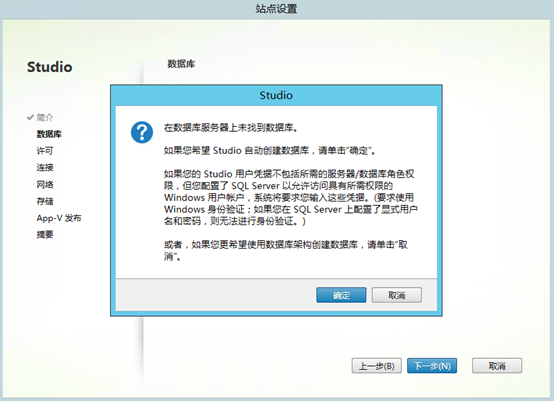 站点设置
Studio
简介
数据库
许可
连接
网络
存储
App-V 发布
摘要
数据库
Studio
在数据库服务器上未找到数据库。
如果您希望 Studio 自动创建数据库，请单击“确定”。
如果您的 Studio 用户凭据不包括所需的服务器/数据库角色权
限，但您配置了 SQL Server 以允许访问具有所需权限的
Windows 用户帐户，系统将要求您输入这些凭据。(要求使用
Windows 身份验证；如果您在 SQL Server 上配置了显式用户
名和密码，则无法进行身份验证。)
或者，如果您更希望使用数据库架构创建数据库，请单击“取
消”。
确定
取消
上一步(B)
下一步(N)
取消